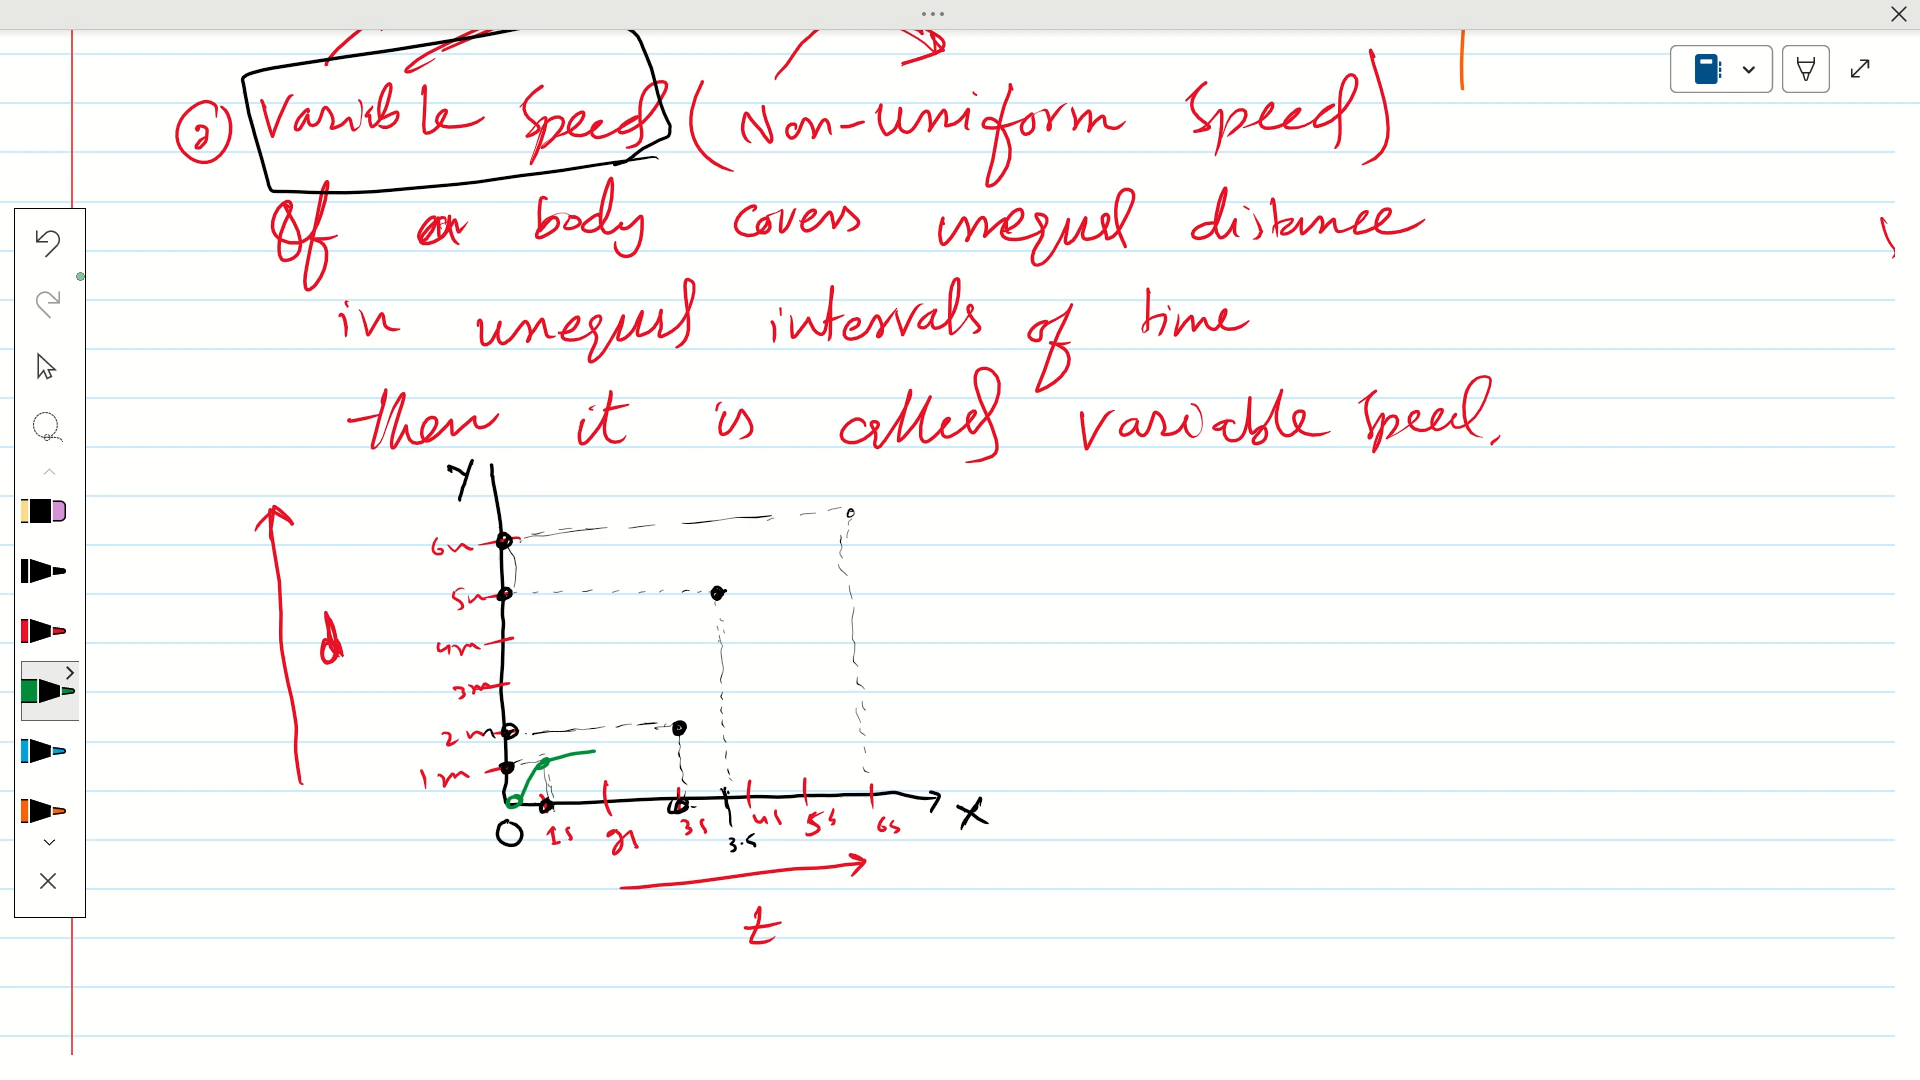 2 Variable Speed (Non-uniform Speed)
If a body covers unequal distance
in unequal intervals of time
then it is called variable speed.
Y
6m
5m
d
4m
3m
2m
1m
O 1s 2s 3s 3.5 4s 5s 6s X
t